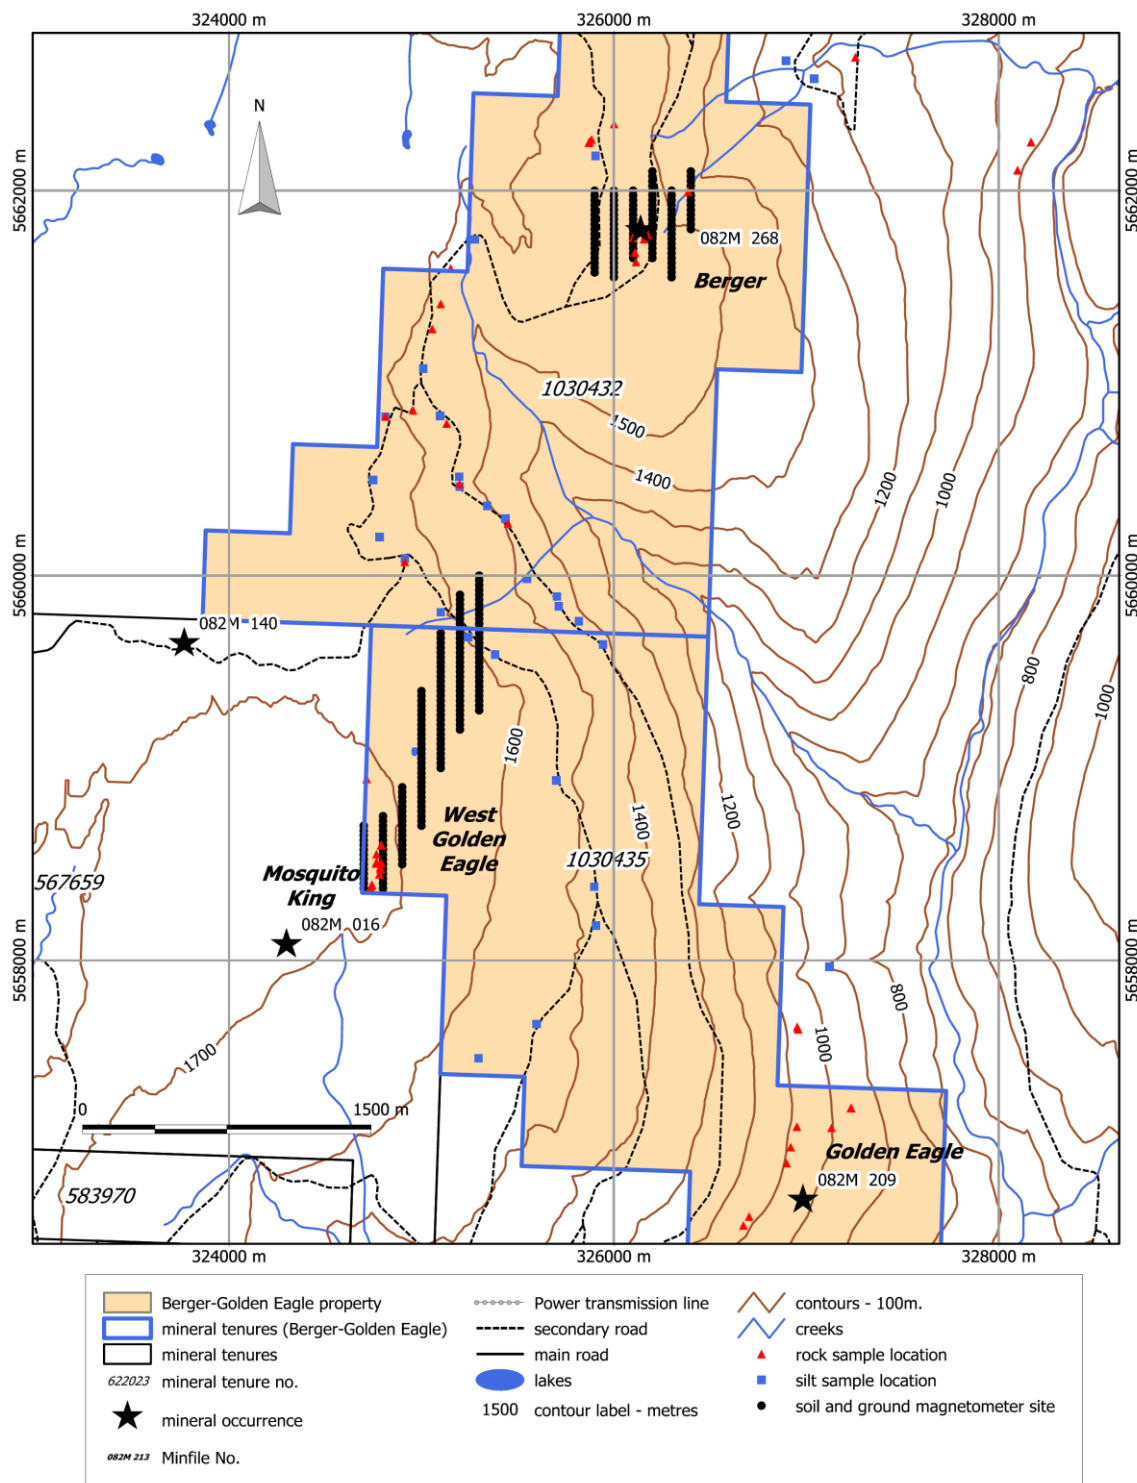 324000 m
326000 m
328000 m
N
5662000 m
5662000 m
082M 268
Berger
1030432
1500
1400
1200
1000
5660000 m
5660000 m
082M 140
800
1000
1600
1400
1200
West
Golden
Eagle
1030435
Mosquito
King
567659
082M 016
5658000 m
5658000 m
800
1000
1700
0
1500 m
Golden Eagle
082M 209
583970
324000 m
326000 m
328000 m
Berger-Golden Eagle property
mineral tenures (Berger-Golden Eagle)
mineral tenures
622023 mineral tenure no.
mineral occurrence
082M 213 Minfile No.
Power transmission line
secondary road
main road
lakes
1500 contour label - metres
contours - 100m.
creeks
rock sample location
silt sample location
soil and ground magnetometer site